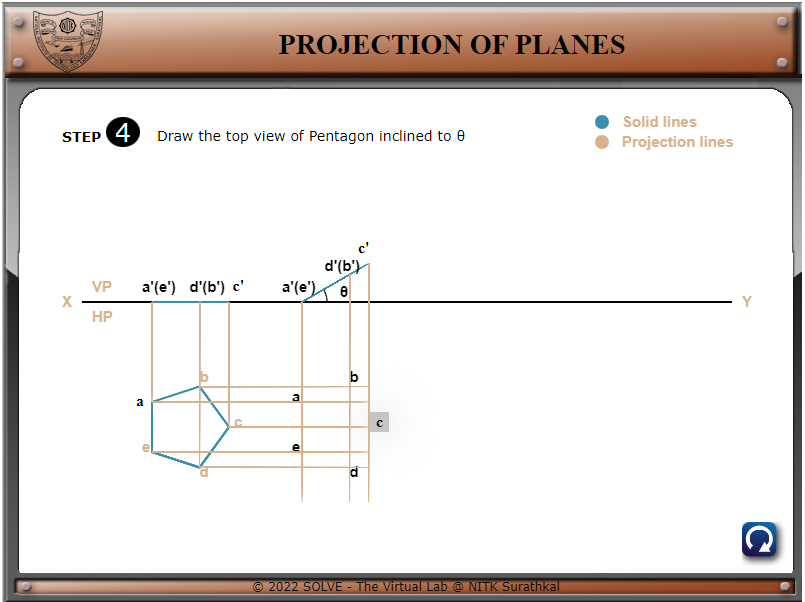 PROJECTION OF PLANES
STEP 4 Draw the top view of Pentagon inclined to θ
Solid lines
Projection lines
c'
d'(b')
VP a'(e') d'(b') c' a'(e') θ
X Y
HP
b b
a a
c c
e e
d d
© 2022 SOLVE - The Virtual Lab @ NITK Surathkal